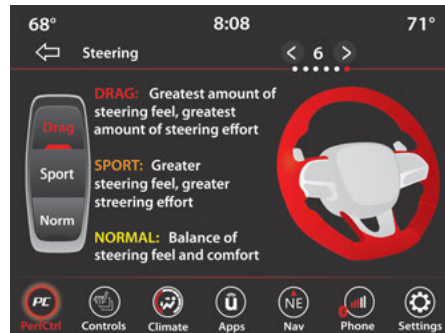 68° 8:08 71°
Steering < 6 >
DRAG: Greatest amount of
steering feel, greatest
amount of steering effort
Drag
SPORT: Greater
steering feel, greater
streering effort
Sport
NORMAL: Balance of
steering feel and comfort
Norm
PC û NE
PerfCtrl Controls Climate Apps Nav Phone Settings